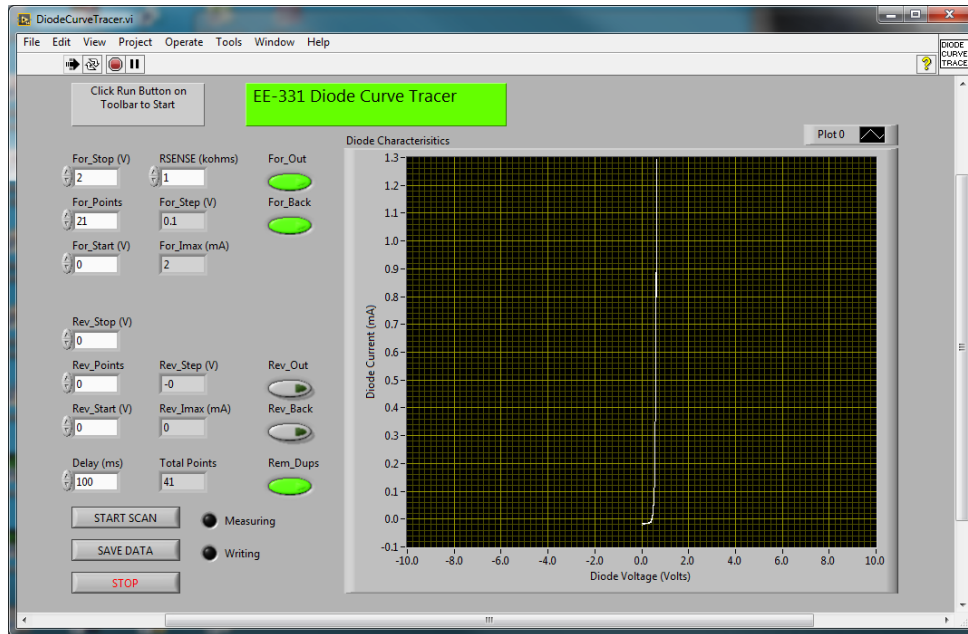 DiodeCurveTracer.vi
File Edit View Project Operate Tools Window Help
DIODE
CURVE
TRACE
Click Run Button on
Toolbar to Start
EE-331 Diode Curve Tracer
Plot 0
Diode Characterisitics
For_Stop (V) RSENSE (kohms) For_Out
2 1
For_Points For_Step (V) For_Back
21 0.1
For_Start (V) For_Imax (mA)
0 2
Rev_Stop (V)
0
Rev_Points Rev_Step (V) Rev_Out
0 -0
Rev_Start (V) Rev_Imax (mA) Rev_Back
0 0
Delay (ms) Total Points Rem_Dups
100 41
START SCAN Measuring
SAVE DATA Writing
STOP
Diode Current (mA)
1.3
1.2
1.1
1.0
0.9
0.8
0.7
0.6
0.5
0.4
0.3
0.2
0.1
0.0
-0.1
-10.0 -8.0 -6.0 -4.0 -2.0 0.0 2.0 4.0 6.0 8.0 10.0
Diode Voltage (Volts)